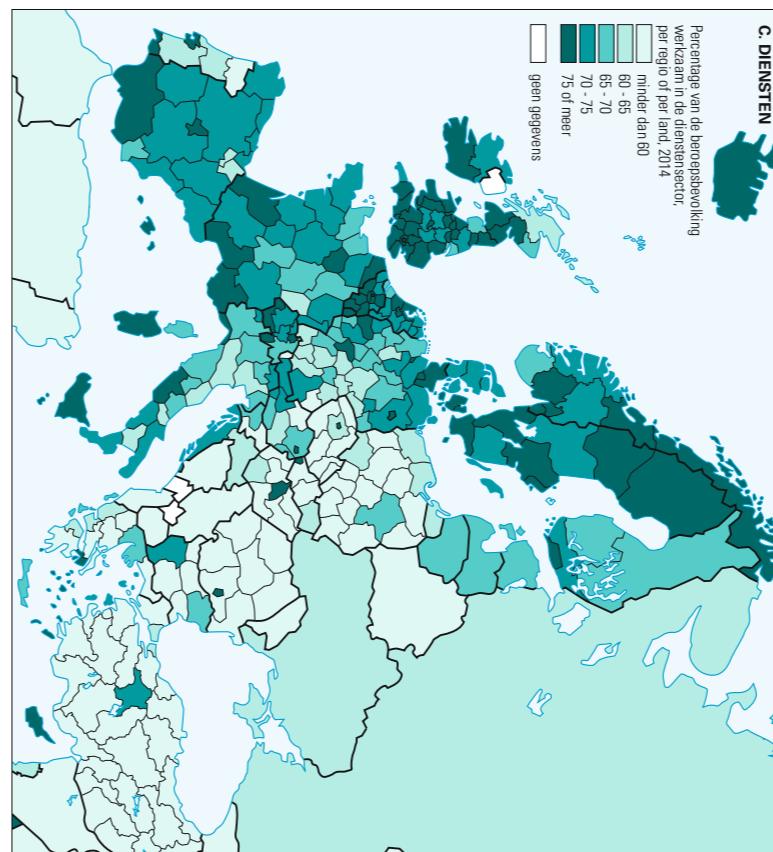 C. DIENSTEN
Percentage van de beroepsbevolking
werkzaam in de dienstensector,
per regio of per land, 2014
minder dan 60
60 - 65
65 - 70
70 - 75
75 of meer
geen gegevens